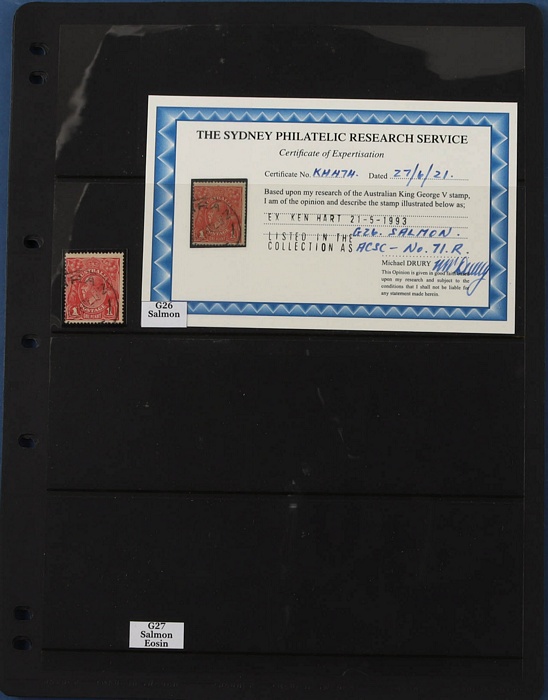 THE SYDNEY PHILATELIC RESEARCH SERVICE
Certificate of Expertisation
Certificate No. KHH74. Dated 27/6/21.
Based upon my research of the Australian King George V stamp,
I am of the opinion and describe the stamp illustrated below as;
EX KEN HART 21-5-1993
LISTED IN THE G26. SALMON.
COLLECTION AS ACSC - No. 71.R.
Michael DRURY
This Opinion is given in good faith based
upon my research and subject to the
conditions that I shall not be liable for
any statement made herein.
G26
Salmon
G27
Salmon
Eosin